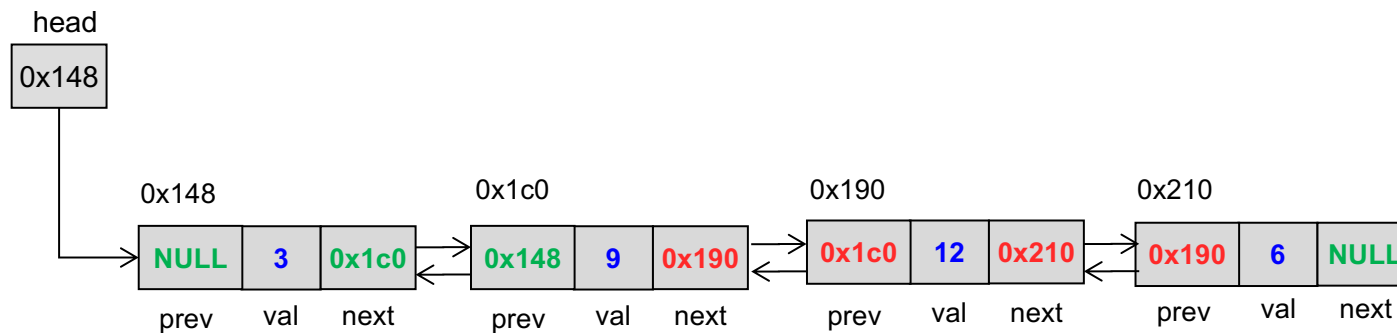 head
0x148
0x148 0x1c0 0x190 0x210
NULL 3 0x1c0 0x148 9 0x190 0x1c0 12 0x210 0x190 6 NULL
prev val next prev val next prev val next prev val next